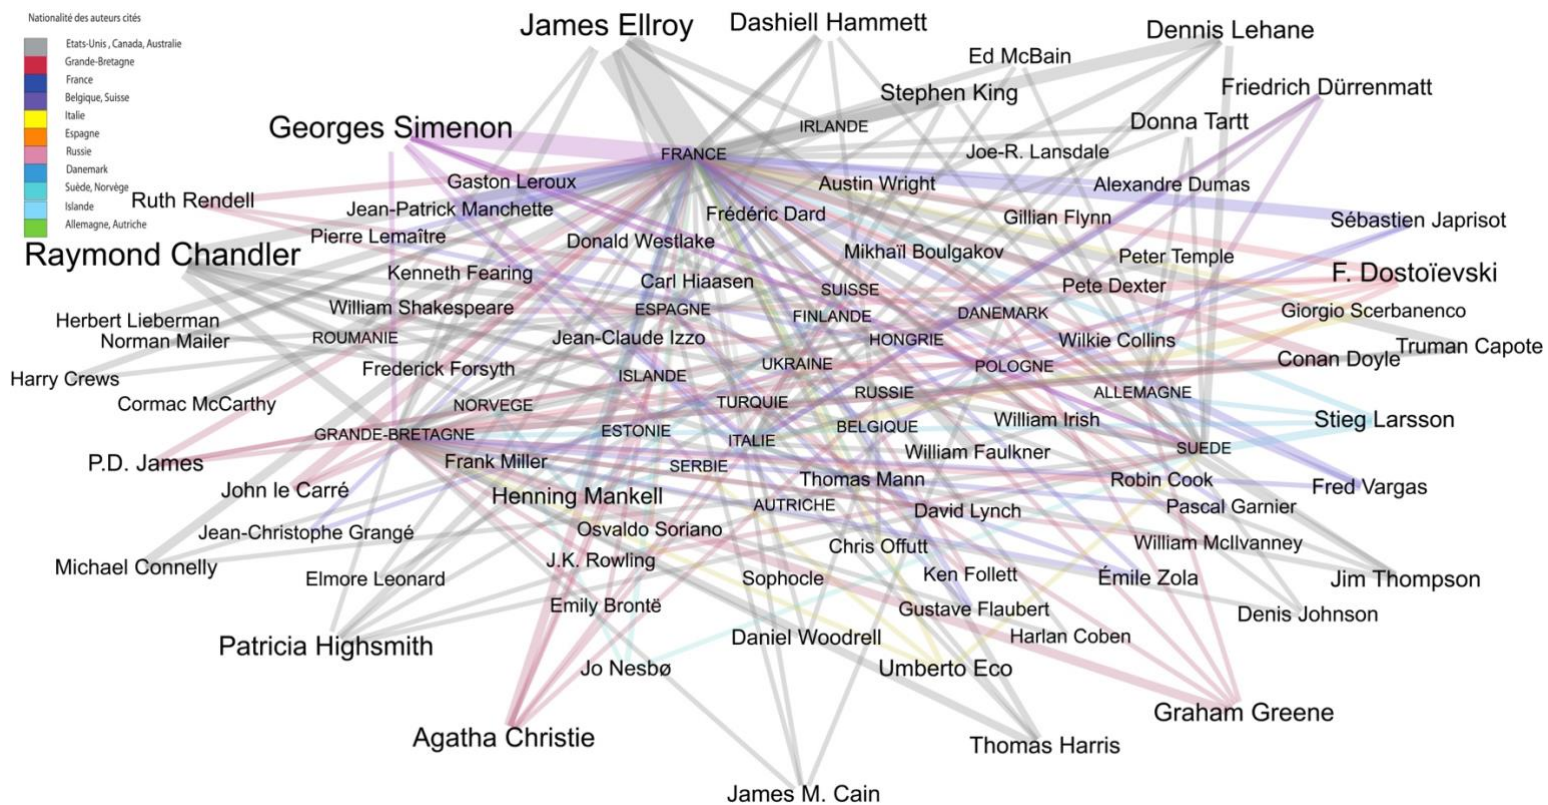 Nationalité des auteurs cités
Etats-Unis , Canada, Australie
Grande-Bretagne
France
Belgique, Suisse
Italie
Espagne
Russie
Danemark
Suède, Norvège
Islande
Allemagne, Autriche
James Ellroy
Dashiell Hammett
Dennis Lehane
Ed McBain
Stephen King
Friedrich Dürrenmatt
Georges Simenon
IRLANDE
Donna Tartt
FRANCE
Joe-R. Lansdale
Gaston Leroux
Austin Wright
Alexandre Dumas
Ruth Rendell
Jean-Patrick Manchette
Frédéric Dard
Gillian Flynn
Sébastien Japrisot
Pierre Lemaître
Donald Westlake
Raymond Chandler
Mikhaïl Boulgakov
Peter Temple
Kenneth Fearing
Carl Hiaasen
F. Dostoïevski
SUISSE
Pete Dexter
William Shakespeare
ESPAGNE
FINLANDE
DANEMARK
Giorgio Scerbanenco
Herbert Lieberman
Norman Mailer
ROUMANIE
Jean-Claude Izzo
HONGRIE
Wilkie Collins
Truman Capote
Conan Doyle
Harry Crews
Frederick Forsyth
ISLANDE
UKRAINE
POLOGNE
Cormac McCarthy
NORVEGE
TURQUIE
RUSSIE
ALLEMAGNE
GRANDE-BRETAGNE
ESTONIE
ITALIE
BELGIQUE
William Irish
Stieg Larsson
P.D. James
Frank Miller
SERBIE
William Faulkner
SUEDE
John le Carré
Henning Mankell
Thomas Mann
Robin Cook
Fred Vargas
AUTRICHE
David Lynch
Pascal Garnier
Jean-Christophe Grangé
Osvaldo Soriano
Chris Offutt
William McIlvanney
Michael Connelly
Elmore Leonard
J.K. Rowling
Sophocle
Ken Follett
Émile Zola
Jim Thompson
Emily Brontë
Gustave Flaubert
Denis Johnson
Patricia Highsmith
Daniel Woodrell
Harlan Coben
Jo Nesbø
Umberto Eco
Agatha Christie
Graham Greene
Thomas Harris
James M. Cain